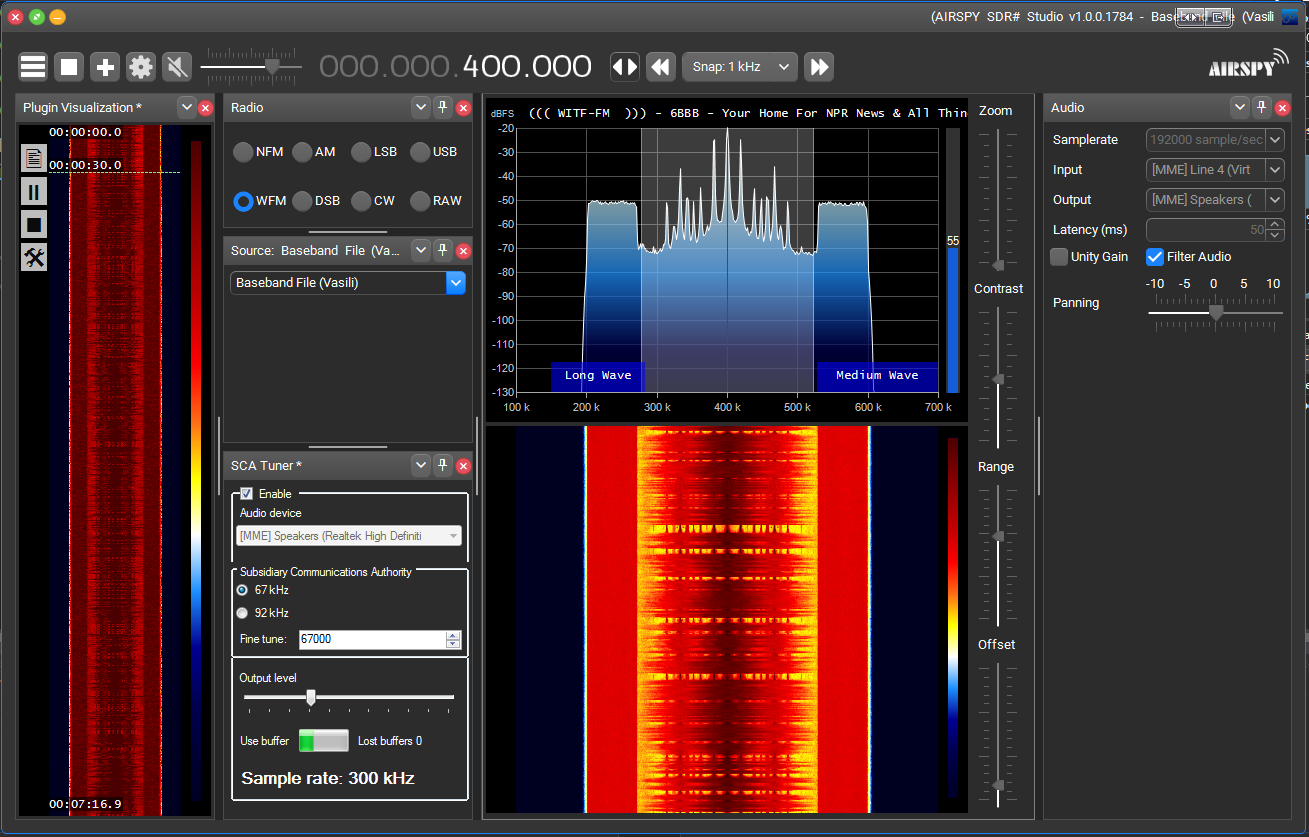 (AIRSPY SDR# Studio v1.0.0.1784 - Baseband File (Vasili
000.000.400.000
Snap: 1 kHz
AIRSPY
Plugin Visualization *
00:00:00.0
00:00:30.0
00:07:16.9
Radio
NFM AM LSB USB
WFM DSB CW RAW
Source: Baseband File (Va...
Baseband File (Vasili)
SCA Tuner *
Enable
Audio device
[MME] Speakers (Realtek High Definiti
Subsidiary Communications Authority
67 kHz
92 kHz
Fine tune: 67000
Output level
Use buffer Lost buffers 0
Sample rate: 300 kHz
dBFS ((( WITF-FM ))) - 6BBB - Your Home For NPR News & All Thin
-20
-30
-40
-50
-60
-70
-80
-90
-100
-110
-120
-130
55
Long Wave Medium Wave
100 k 200 k 300 k 400 k 500 k 600 k 700 k
Zoom
Contrast
Range
Offset
Audio
Samplerate 192000 sample/sec
Input [MME] Line 4 (Virt
Output [MME] Speakers (
Latency (ms) 50
Unity Gain Filter Audio
-10 -5 0 5 10
Panning